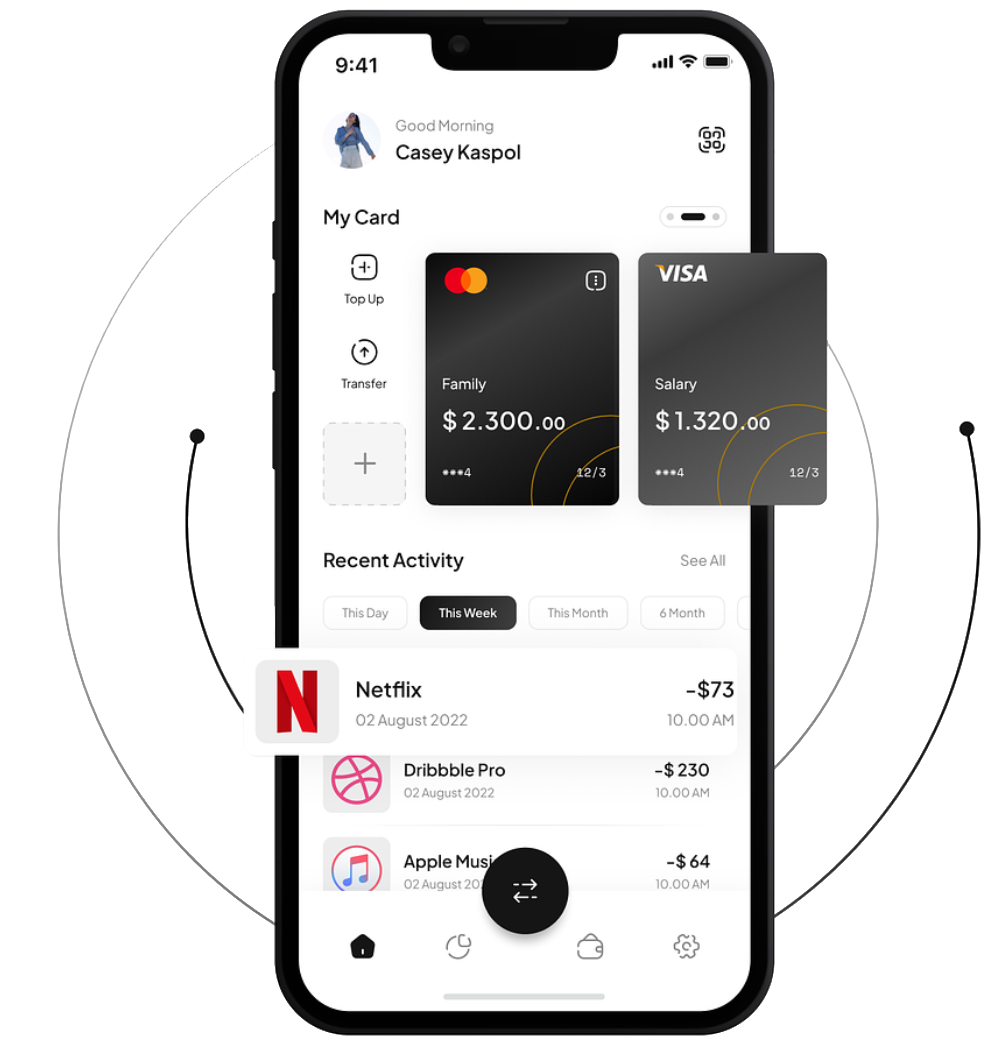 9:41
Good Morning
Casey Kaspol
My Card
Top Up
Transfer
Family
$2.300.00
***4 12/3
VISA
Salary
$1.320.00
***4 12/3
Recent Activity See All
This Day This Week This Month 6 Month
N
Netflix -$73
02 August 2022 10.00 AM
Dribbble Pro -$230
02 August 2022 10.00 AM
Apple Musi -$64
02 August 202 10.00 AM